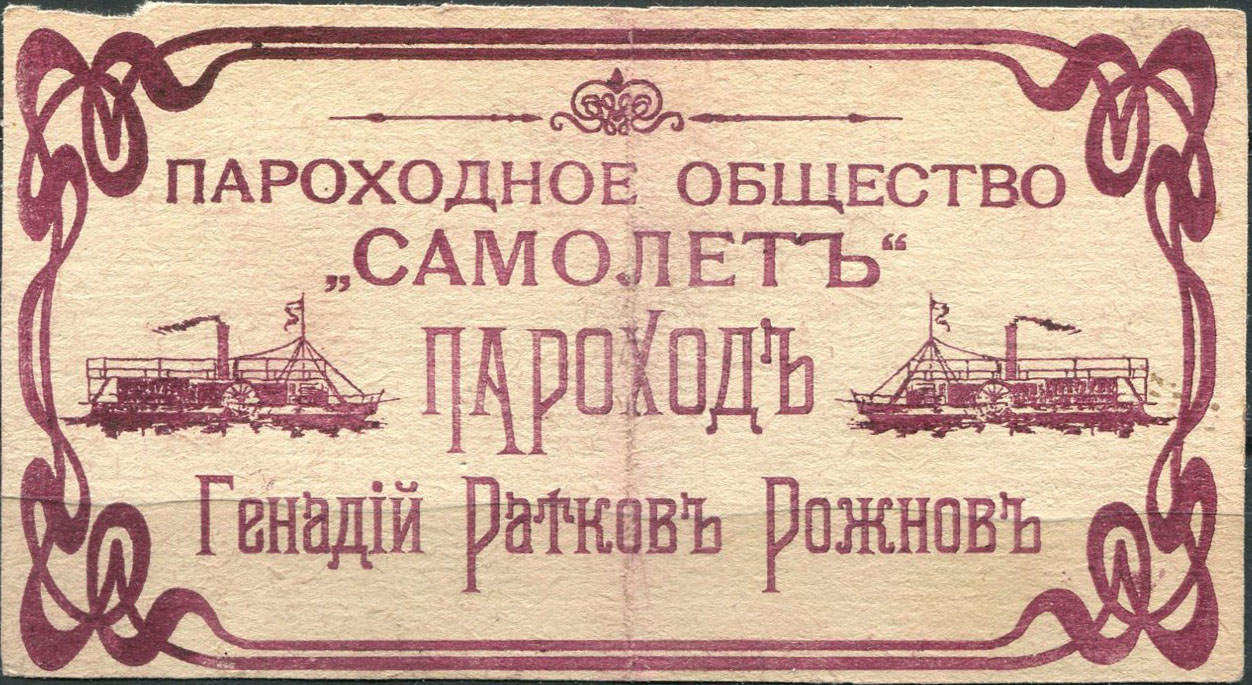 ПАРОХОДНОЕ ОБЩЕСТВО
„САМОЛЕТЪ“
ПАРОХОДЪ
Генадій Ратковъ Рожновъ